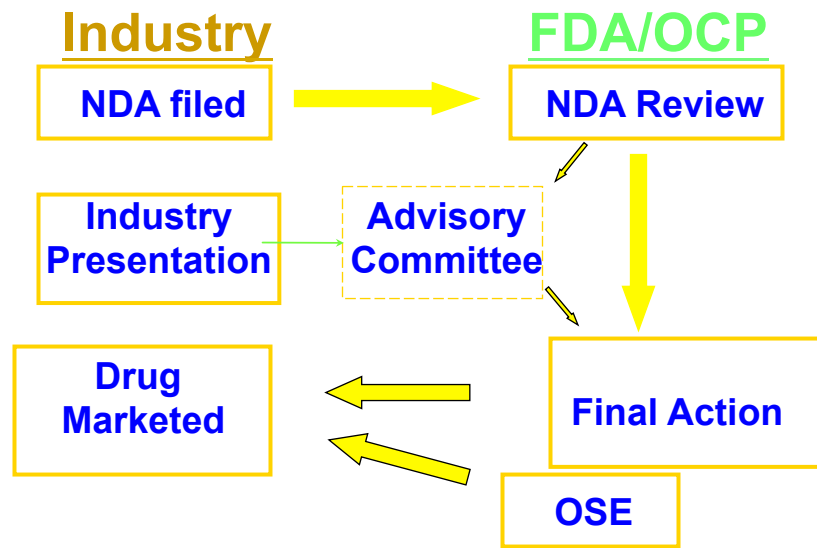 Industry
FDA/OCP
NDA filed
NDA Review
Industry
Presentation
Advisory
Committee
Drug
Marketed
Final Action
OSE